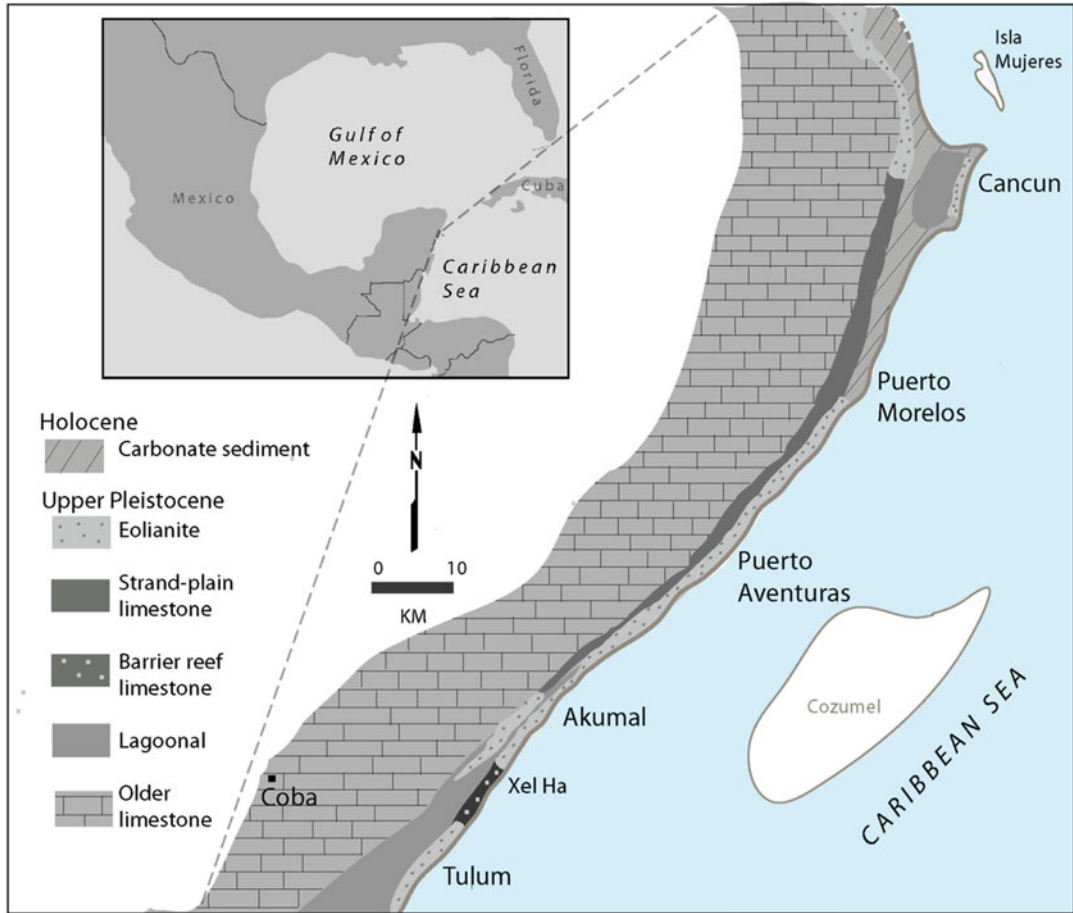 Florida
Gulf of
Mexico
Mexico
Cuba
Caribbean
Sea
Isla
Mujeres
Cancun
Puerto
Morelos
Puerto
Aventuras
Cozumel
CARIBBEAN SEA
Akumal
Xel Ha
Tulum
Coba
N
0 10
KM
Holocene
Carbonate sediment
Upper Pleistocene
Eolianite
Strand-plain
limestone
Barrier reef
limestone
Lagoonal
Older
limestone